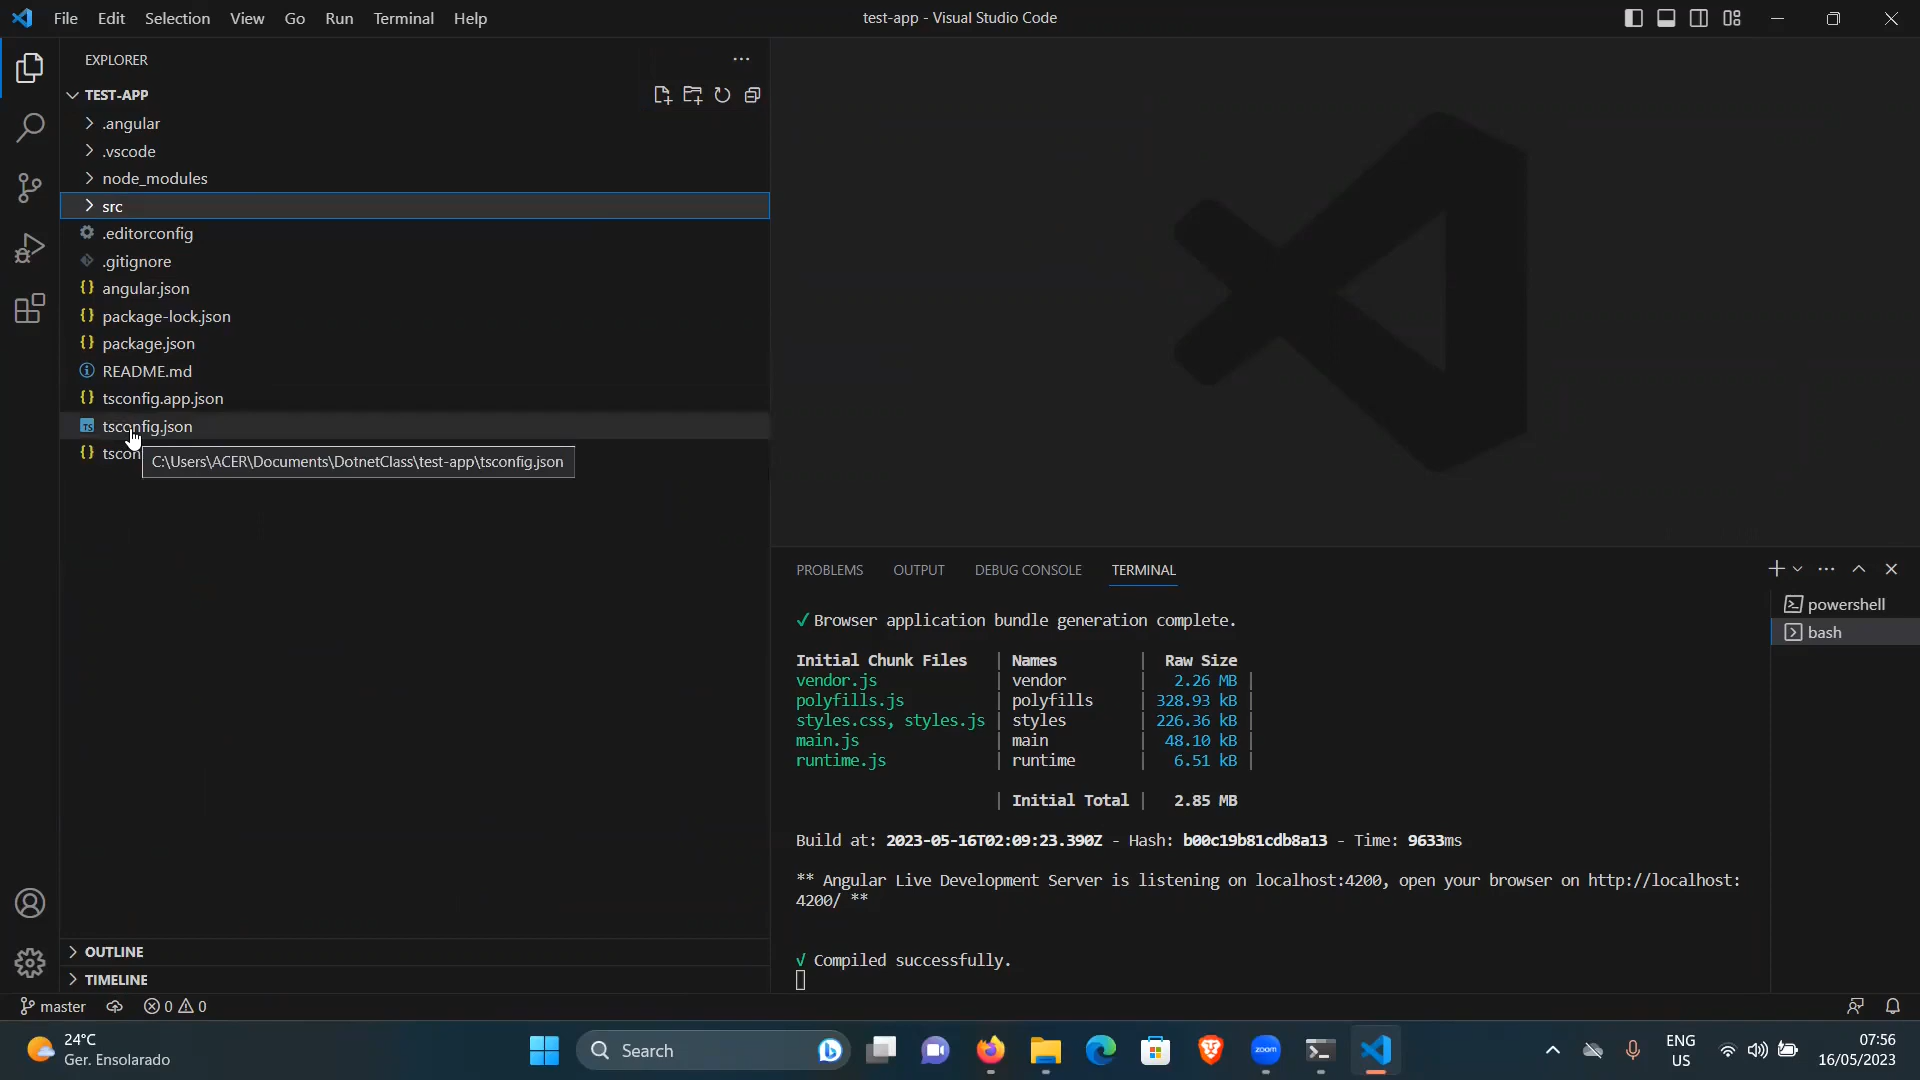 File Edit Selection View Go Run Terminal Help
test-app - Visual Studio Code
EXPLORER
TEST-APP
.angular
.vscode
node_modules
src
.editorconfig
.gitignore
{} angular.json
{} package-lock.json
{} package.json
README.md
{} tsconfig.app.json
TS tsconfig.json
{} tscon
C:\Users\ACER\Documents\DotnetClass\test-app\tsconfig.json
OUTLINE
TIMELINE
PROBLEMS OUTPUT DEBUG CONSOLE TERMINAL
powershell
bash
✓ Browser application bundle generation complete.
Initial Chunk Files | Names | Raw Size
vendor.js | vendor | 2.26 MB |
polyfills.js | polyfills | 328.93 kB |
styles.css, styles.js | styles | 226.36 kB |
main.js | main | 48.10 kB |
runtime.js | runtime | 6.51 kB |
| Initial Total | 2.85 MB
Build at: 2023-05-16T02:09:23.390Z - Hash: b00c19b81cdb8a13 - Time: 9633ms
** Angular Live Development Server is listening on localhost:4200, open your browser on http://localhost:
4200/ **
√ Compiled successfully.
master 0 0
24°C
Ger. Ensolarado
Search
zoom
ENG
US
07:56
16/05/2023